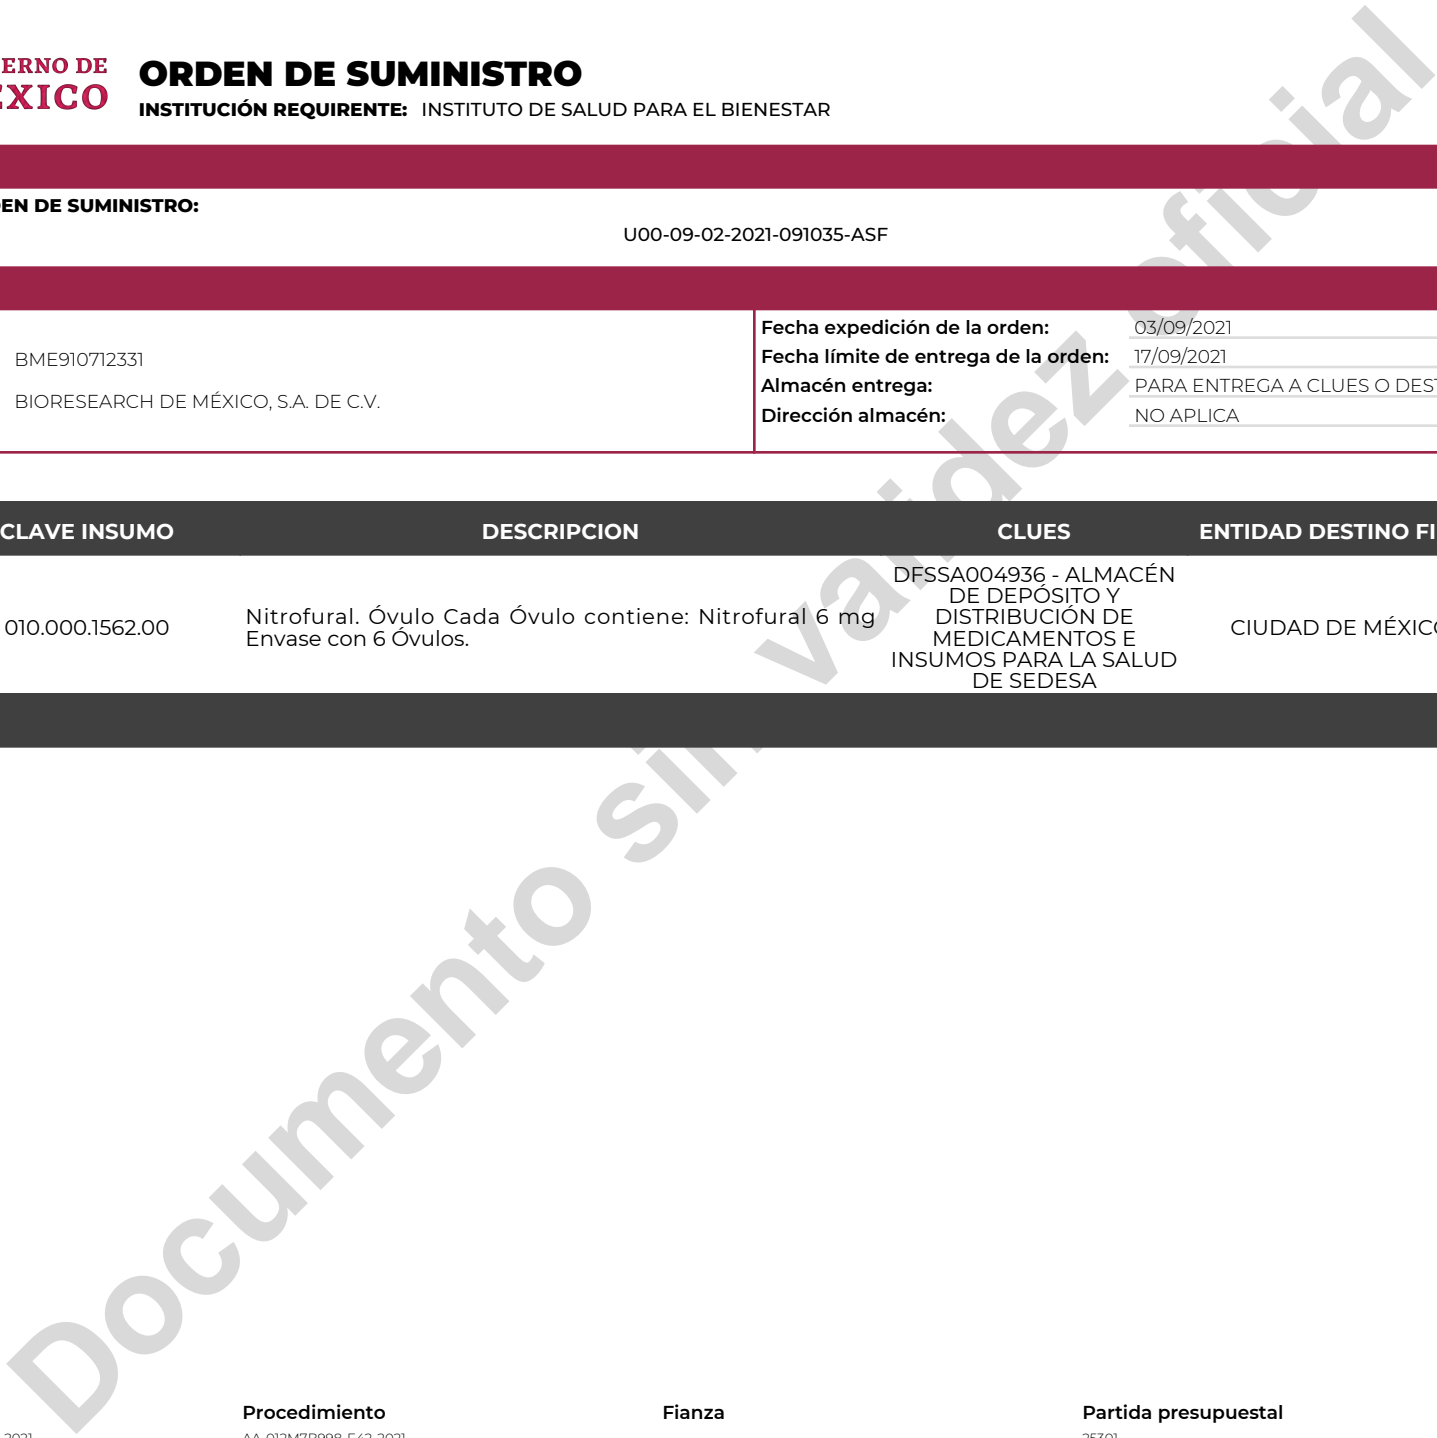 ERNO DE
ÉXICO
ORDEN DE SUMINISTRO
INSTITUCIÓN REQUIRENTE: INSTITUTO DE SALUD PARA EL BIENESTAR
EN DE SUMINISTRO:
U00-09-02-2021-091035-ASF
BME910712331
BIORESEARCH DE MÉXICO, S.A. DE C.V.
Fecha expedición de la orden: 03/09/2021
Fecha límite de entrega de la orden: 17/09/2021
Almacén entrega: PARA ENTREGA A CLUES O DEST
Dirección almacén: NO APLICA
CLAVE INSUMO DESCRIPCION CLUES ENTIDAD DESTINO FI
010.000.1562.00
Nitrofural. Óvulo Cada Óvulo contiene: Nitrofural 6 mg
Envase con 6 Óvulos.
DFSSA004936 - ALMACÉN
DE DEPÓSITO Y
DISTRIBUCIÓN DE
MEDICAMENTOS E
INSUMOS PARA LA SALUD
DE SEDESA
CIUDAD DE MÉXICO
Documento sin validez oficial
Procedimiento Fianza Partida presupuestal